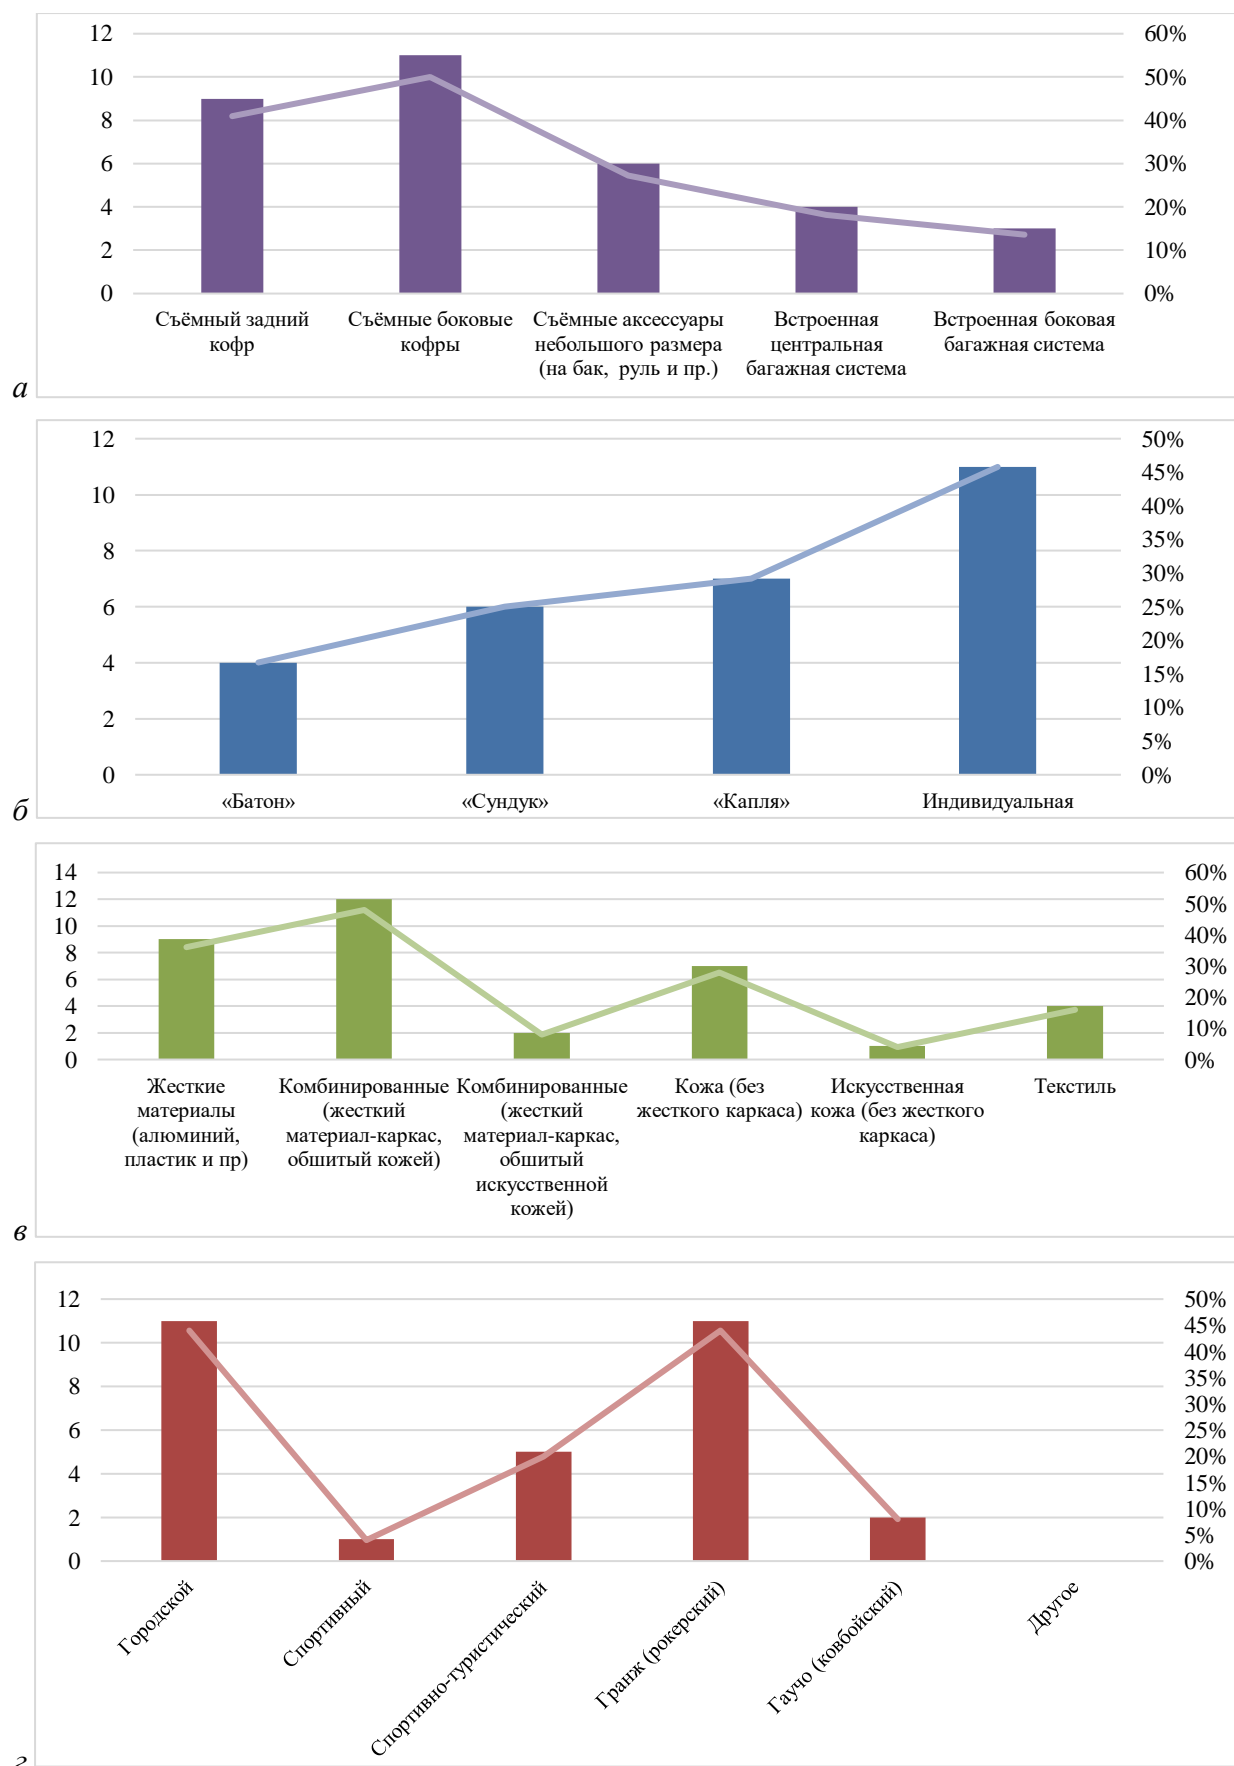 12
10
8
6
4
2
0
60%
50%
40%
30%
20%
10%
0%
Съёмный задний
кофр
Съёмные боковые
кофры
Съёмные аксессуары
небольшого размера
(на бак, руль и пр.)
Встроенная
центральная
багажная система
Встроенная боковая
багажная система
а
12
10
8
6
4
2
0
50%
45%
40%
35%
30%
25%
20%
15%
10%
5%
0%
«Батон»
«Сундук»
«Капля»
Индивидуальная
б
14
12
10
8
6
4
2
0
60%
50%
40%
30%
20%
10%
0%
Жесткие
материалы
(алюминий,
пластик и пр)
Комбинированные
(жесткий
материал-каркас,
обшитый кожей)
Комбинированные
(жесткий
материал-каркас,
обшитый
искусственной
кожей)
Кожа (без
жесткого каркаса)
Искусственная
кожа (без жесткого
каркаса)
Текстиль
в
12
10
8
6
4
2
0
50%
45%
40%
35%
30%
25%
20%
15%
10%
5%
0%
Городской
Спортивный
Спортивно-туристический
Гранж (рокерский)
Гаучо (ковбойский)
Другое
г